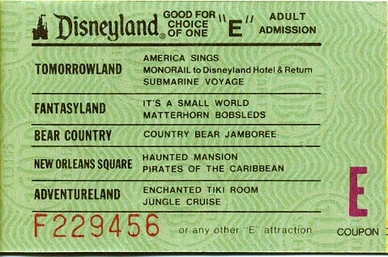 Disneyland® GOOD FOR CHOICE OF ONE "E" ADULT ADMISSION
TOMORROWLAND
AMERICA SINGS
MONORAIL to Disneyland Hotel & Return
SUBMARINE VOYAGE
FANTASYLAND
IT'S A SMALL WORLD
MATTERHORN BOBSLEDS
BEAR COUNTRY
COUNTRY BEAR JAMBOREE
NEW ORLEANS SQUARE
HAUNTED MANSION
PIRATES OF THE CARIBBEAN
ADVENTURELAND
ENCHANTED TIKI ROOM
JUNGLE CRUISE
F229456
or any other "E" attraction
E
COUPON